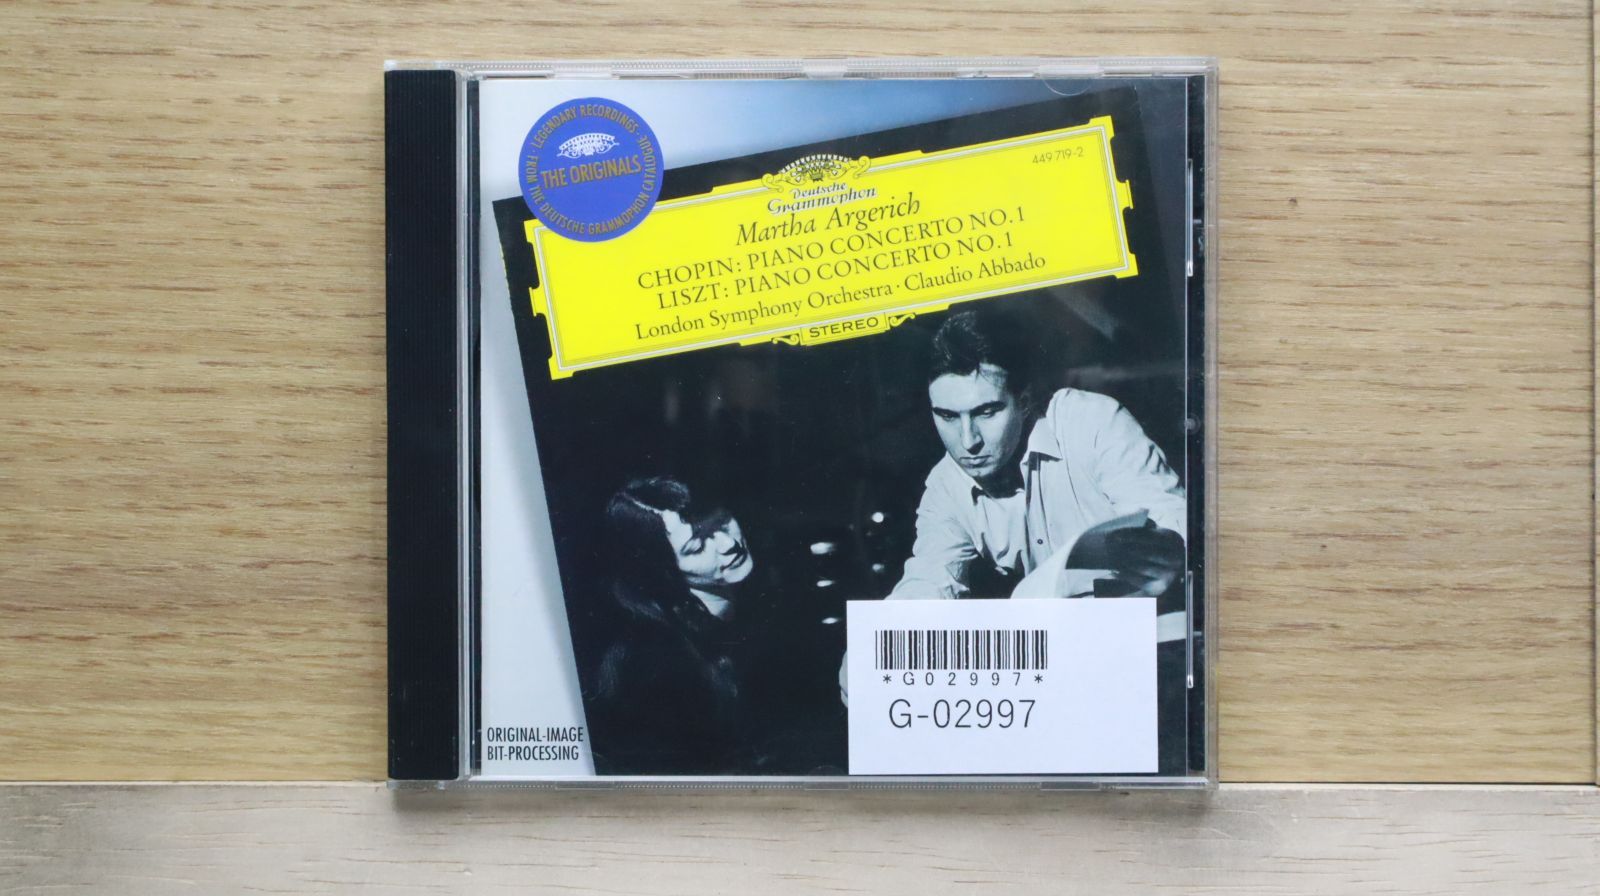 · LEGENDARY RECORDINGS ·
FROM THE DEUTSCHE GRAMMOPHON CATALOGUE
THE ORIGINALS
449 719-2
Deutsche
Grammophon
Martha Argerich
CHOPIN: PIANO CONCERTO NO. 1
LISZT: PIANO CONCERTO NO. 1
London Symphony Orchestra · Claudio Abbado
STEREO
*G02997*
G-02997
ORIGINAL-IMAGE
BIT-PROCESSING